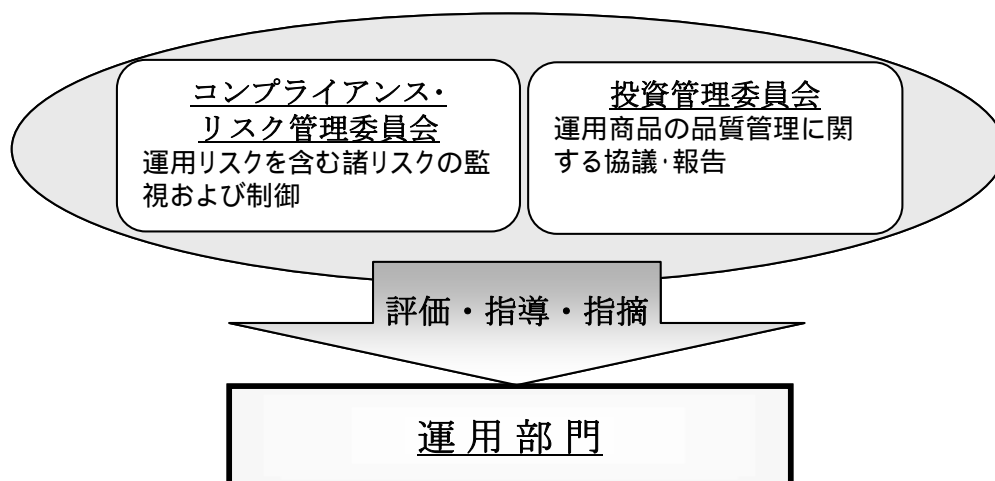 コンプライアンス・
リスク管理委員会
運用リスクを含む諸リスクの監
視および制御
投資管理委員会
運用商品の品質管理に関
する協議・報告
評価・指導・指摘
運用部門